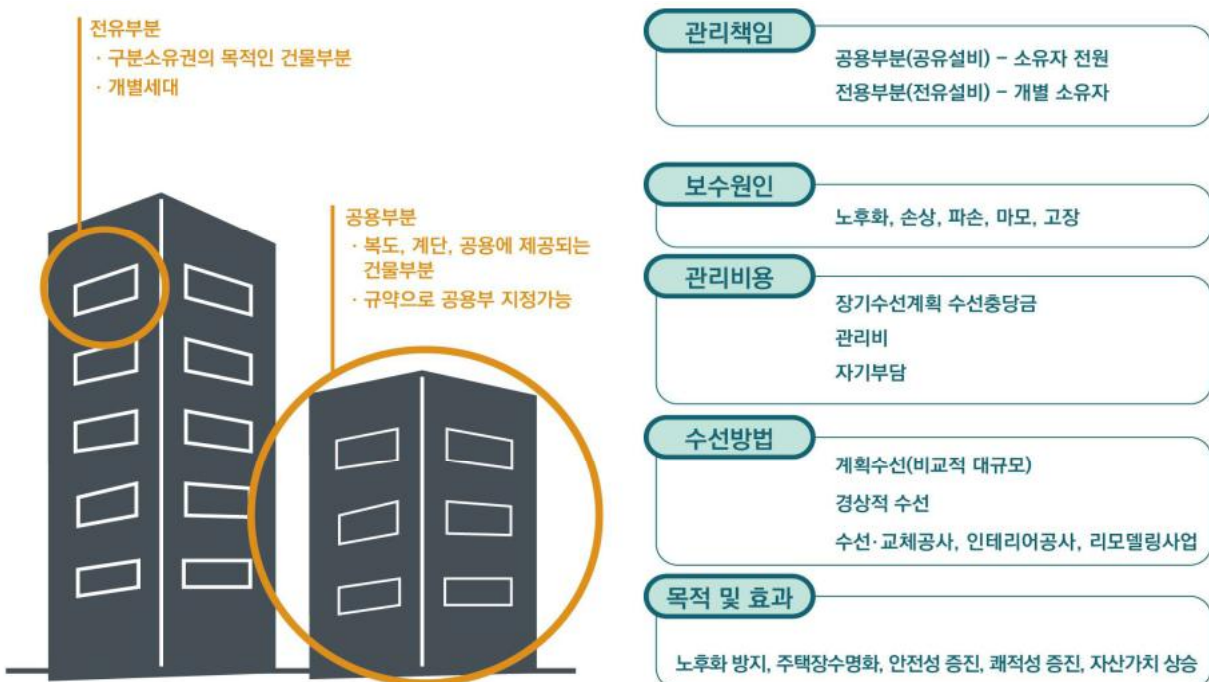 전유부분
· 구분소유권의 목적인 건물부분
· 개별세대
공용부분
· 복도, 계단, 공용에 제공되는
건물부분
· 규약으로 공용부 지정가능
관리책임
공용부분(공유설비) - 소유자 전원
전용부분(전유설비) - 개별 소유자
보수원인
노후화, 손상, 파손, 마모, 고장
관리비용
장기수선계획 수선충당금
관리비
자기부담
수선방법
계획수선(비교적 대규모)
경상적 수선
수선·교체공사, 인테리어공사, 리모델링사업
목적 및 효과
노후화 방지, 주택장수명화, 안전성 증진, 쾌적성 증진, 자산가치 상승